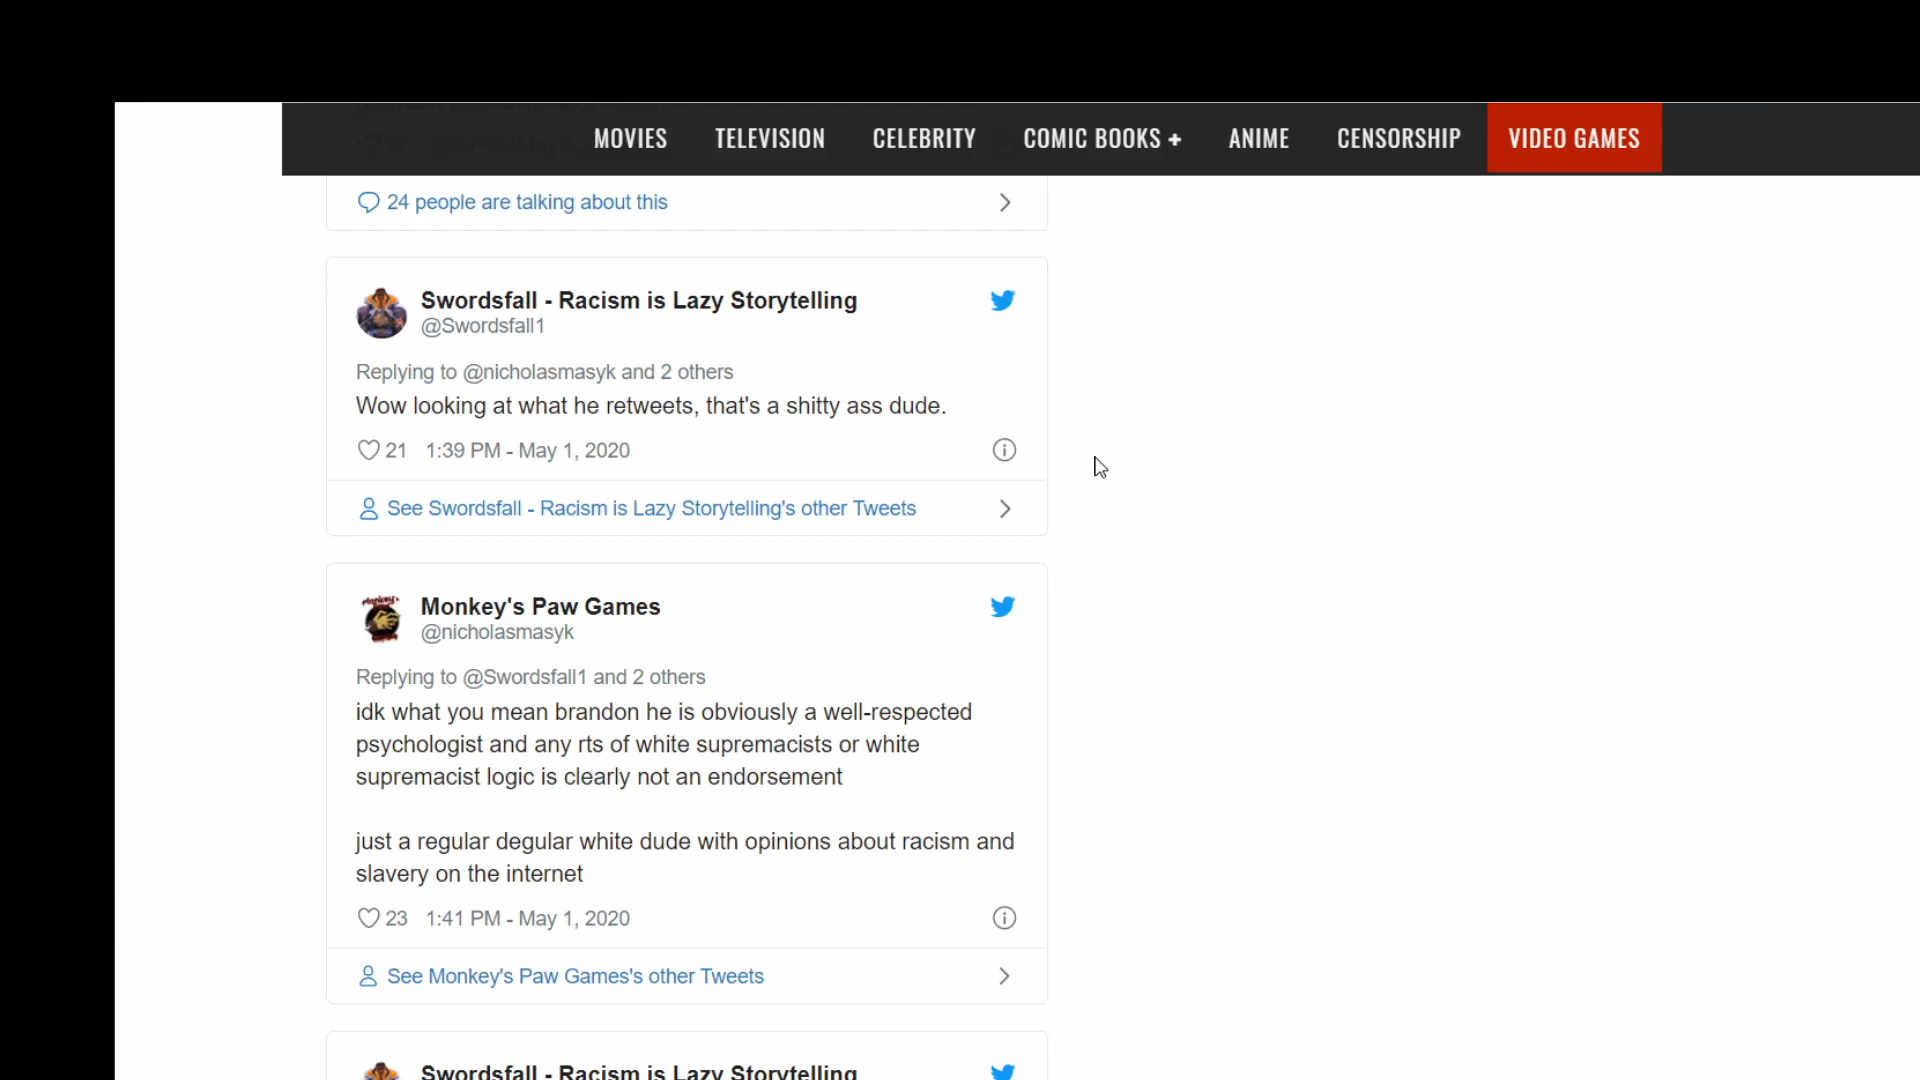 MOVIES TELEVISION CELEBRITY COMIC BOOKS + ANIME CENSORSHIP VIDEO GAMES
24 people are talking about this
Swordsfall - Racism is Lazy Storytelling
@Swordsfall1
Replying to @nicholasmasyk and 2 others
Wow looking at what he retweets, that's a shitty ass dude.
21 1:39 PM - May 1, 2020
See Swordsfall - Racism is Lazy Storytelling's other Tweets
Monkey's Paw Games
@nicholasmasyk
Replying to @Swordsfall1 and 2 others
idk what you mean brandon he is obviously a well-respected
psychologist and any rts of white supremacists or white
supremacist logic is clearly not an endorsement
just a regular degular white dude with opinions about racism and
slavery on the internet
23 1:41 PM - May 1, 2020
See Monkey's Paw Games's other Tweets
Swordsfall - Racism is Lazy Storytelling